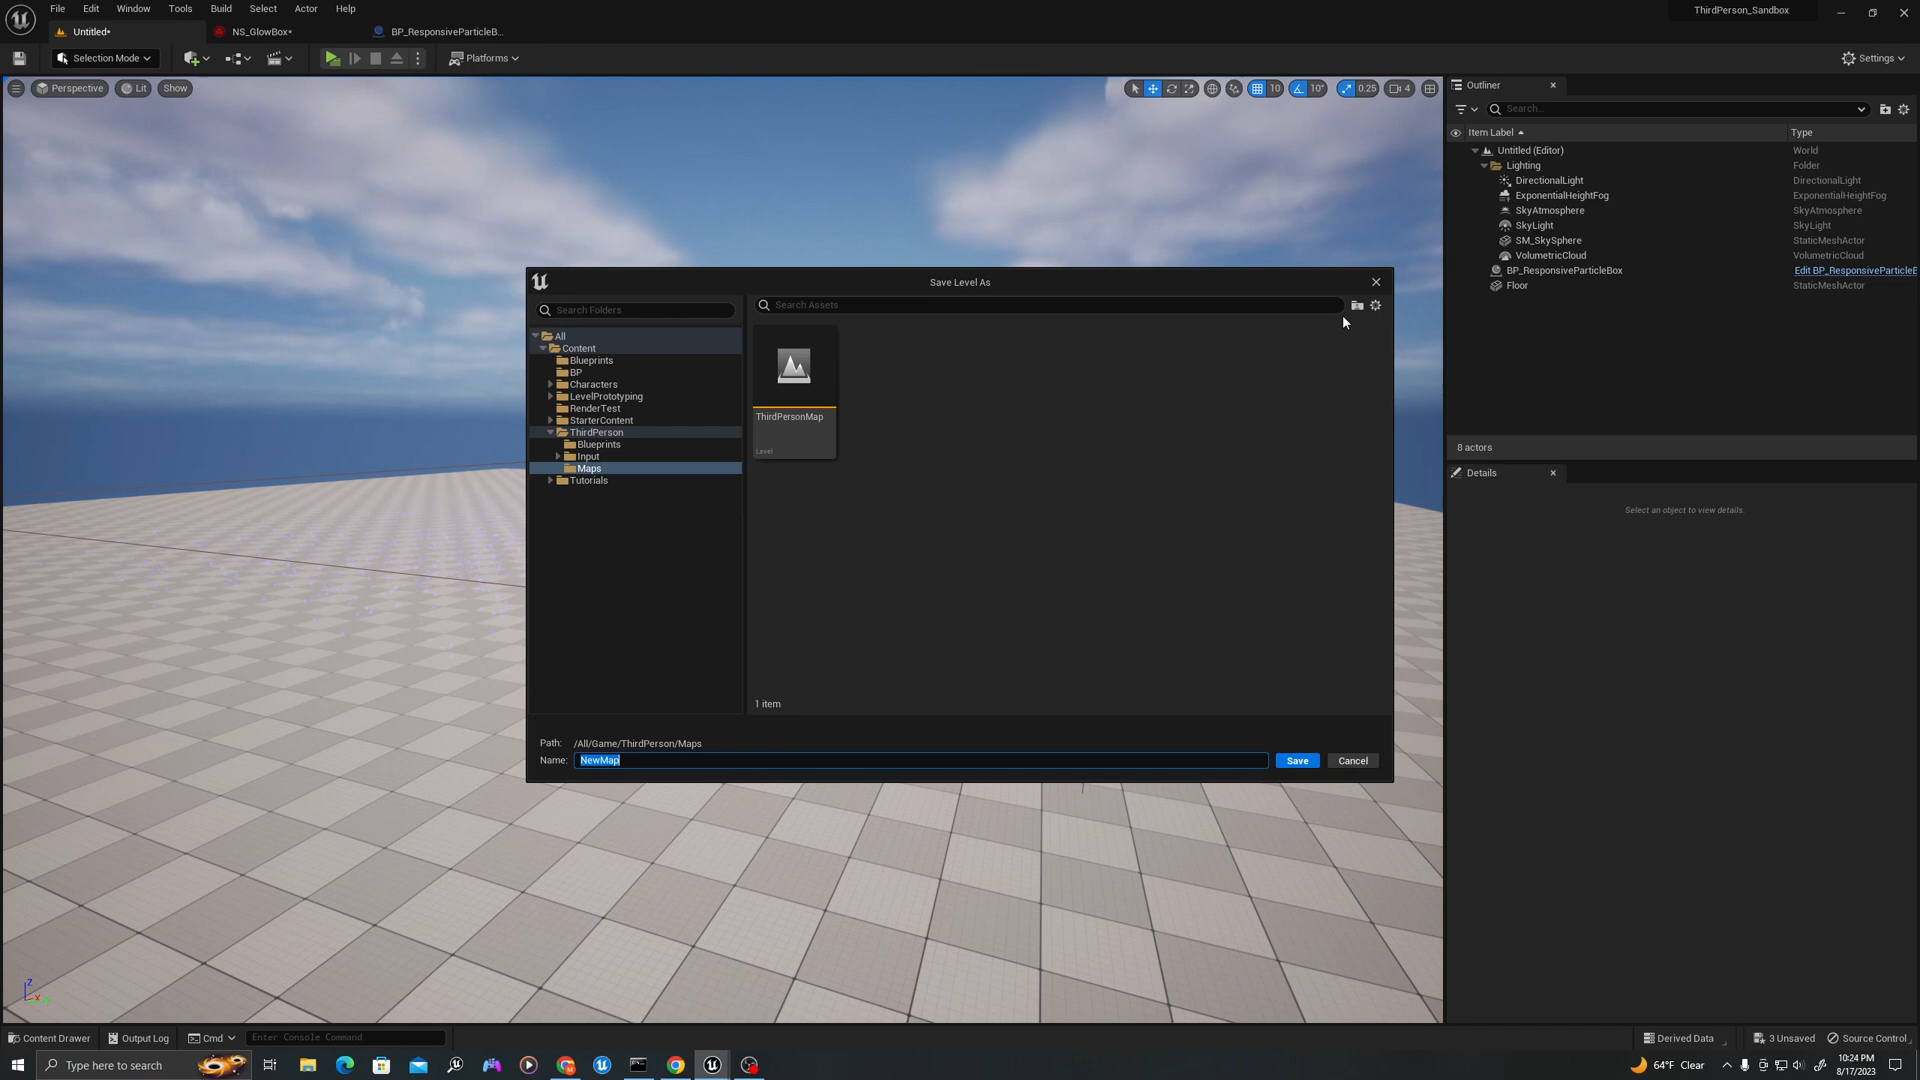 File Edit Window Tools Build Select Actor Help
ThirdPerson_Sandbox
Untitled* NS_GlowBox* BP_ResponsiveParticleB...
Selection Mode Platforms Settings
Perspective Lit Show
10 10° 0.25 4
Outliner
Search...
Item Label Type
Untitled (Editor) World
Lighting Folder
DirectionalLight DirectionalLight
ExponentialHeightFog ExponentialHeightFog
SkyAtmosphere SkyAtmosphere
SkyLight SkyLight
SM_SkySphere StaticMeshActor
VolumetricCloud VolumetricCloud
BP_ResponsiveParticleBox Edit BP_ResponsiveParticleB
Floor StaticMeshActor
8 actors
Details
Select an object to view details.
Save Level As
Search Folders
Search Assets
All
Content
Blueprints
BP
Characters
LevelPrototyping
RenderTest
StarterContent
ThirdPerson
Blueprints
Input
Maps
Tutorials
ThirdPersonMap
Level
1 item
Path: /All/Game/ThirdPerson/Maps
Name: NewMap
Save Cancel
Z
X
Content Drawer Output Log Cmd Enter Console Command
Derived Data 3 Unsaved Source Control
Type here to search
64°F Clear
10:24 PM
8/17/2023